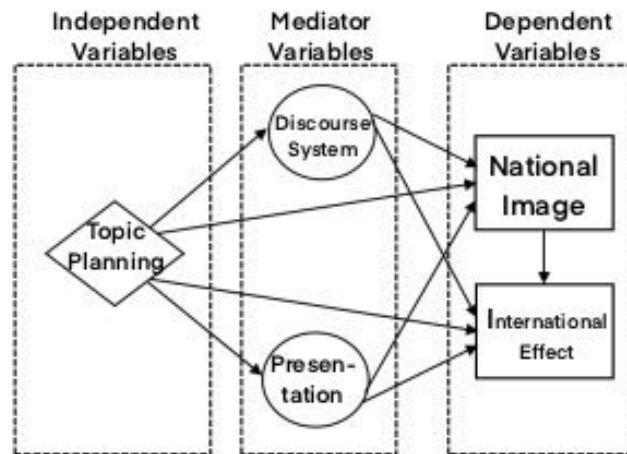 Independent
Variables
Mediator
Variables
Dependent
Variables
Discourse
System
National
Image
Topic
Planning
International
Effect
Presen-
tation